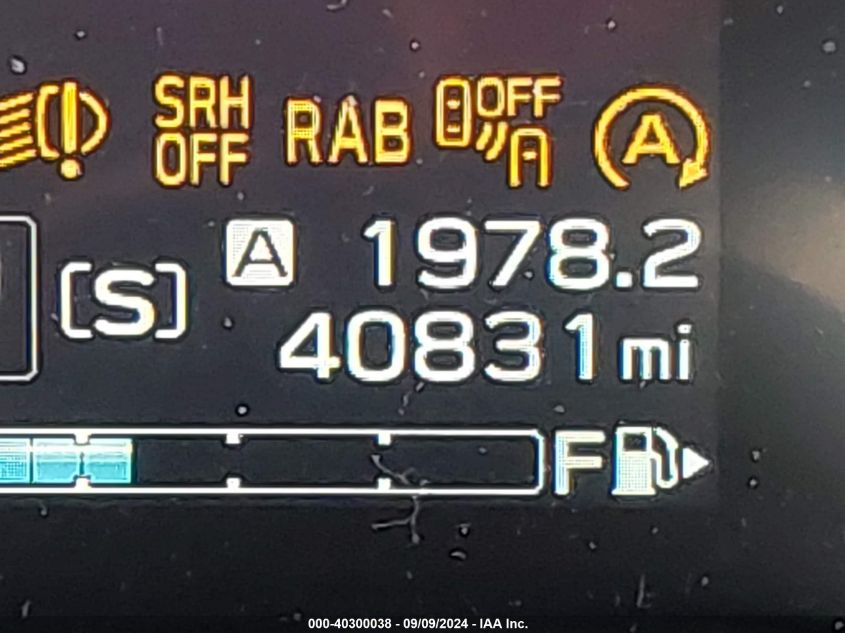 SRH OFF
RAB
OFF
A
A 1978.2
[S]
40831 mi
F
000-40300038 - 09/09/2024 - IAA Inc.